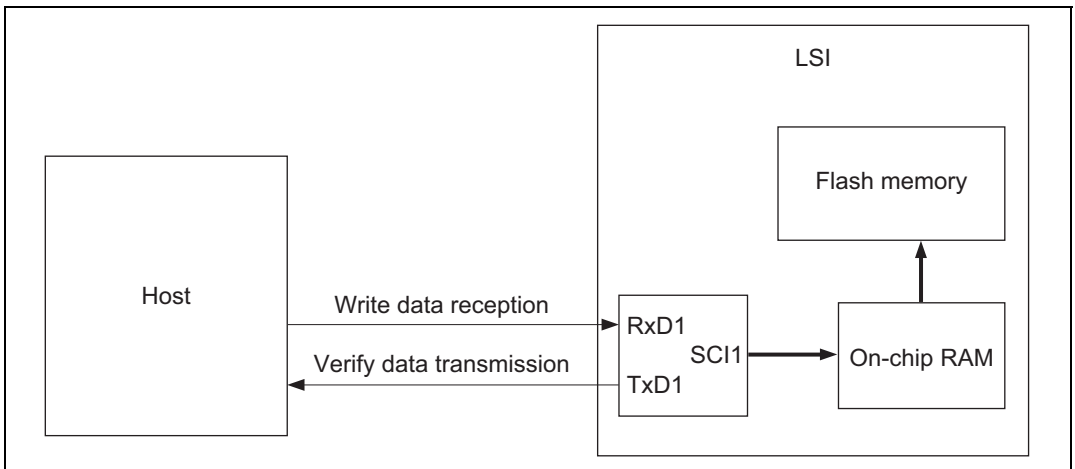 LSI
Flash memory
Host
Write data reception
RxD1
SCI1
On-chip RAM
Verify data transmission
TxD1